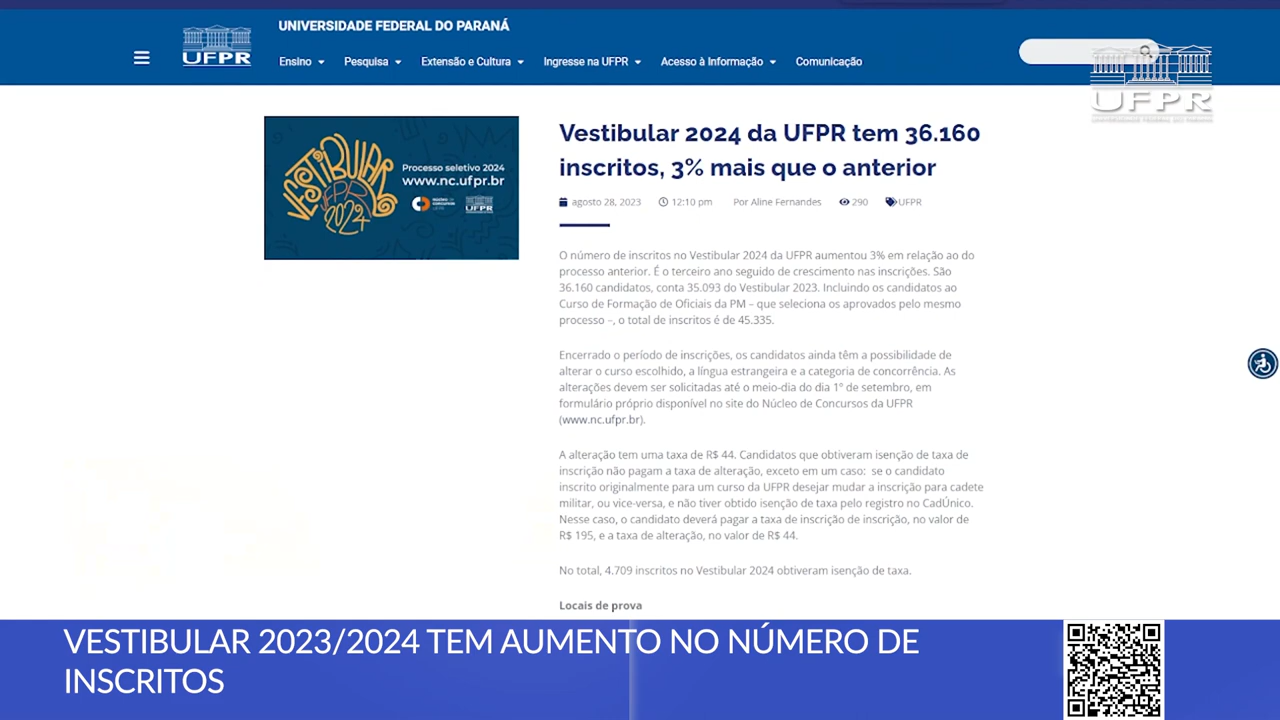 UNIVERSIDADE FEDERAL DO PARANÁ
UFPR
Ensino
Pesquisa
Extensão e Cultura
Ingresse na UFPR
Acesso à Informação
Comunicação
UFPR
UNIVERSIDADE FEDERAL DO PARANÁ
VESTIBULAR
UFPR
2024
Processo seletivo 2024
www.nc.ufpr.br
NÚCLEO DE
CONCURSOS
UFPR
UFPR
Vestibular 2024 da UFPR tem 36.160
inscritos, 3% mais que o anterior
agosto 28, 2023 12:10 pm Por Aline Fernandes 290 UFPR
O número de inscritos no Vestibular 2024 da UFPR aumentou 3% em relação ao do
processo anterior. É o terceiro ano seguido de crescimento nas inscrições. São
36.160 candidatos, conta 35.093 do Vestibular 2023. Incluindo os candidatos ao
Curso de Formação de Oficiais da PM – que seleciona os aprovados pelo mesmo
processo –, o total de inscritos é de 45.335.
Encerrado o período de inscrições, os candidatos ainda têm a possibilidade de
alterar o curso escolhido, a língua estrangeira e a categoria de concorrência. As
alterações devem ser solicitadas até o meio-dia do dia 1º de setembro, em
formulário próprio disponível no site do Núcleo de Concursos da UFPR
(www.nc.ufpr.br).
A alteração tem uma taxa de R$ 44. Candidatos que obtiveram isenção de taxa de
inscrição não pagam a taxa de alteração, exceto em um caso:  se o candidato
inscrito originalmente para um curso da UFPR desejar mudar a inscrição para cadete
militar, ou vice-versa, e não tiver obtido isenção de taxa pelo registro no CadÚnico.
Nesse caso, o candidato deverá pagar a taxa de inscrição de inscrição, no valor de
R$ 195, e a taxa de alteração, no valor de R$ 44.
No total, 4.709 inscritos no Vestibular 2024 obtiveram isenção de taxa.
Locais de prova
VESTIBULAR 2023/2024 TEM AUMENTO NO NÚMERO DE
INSCRITOS